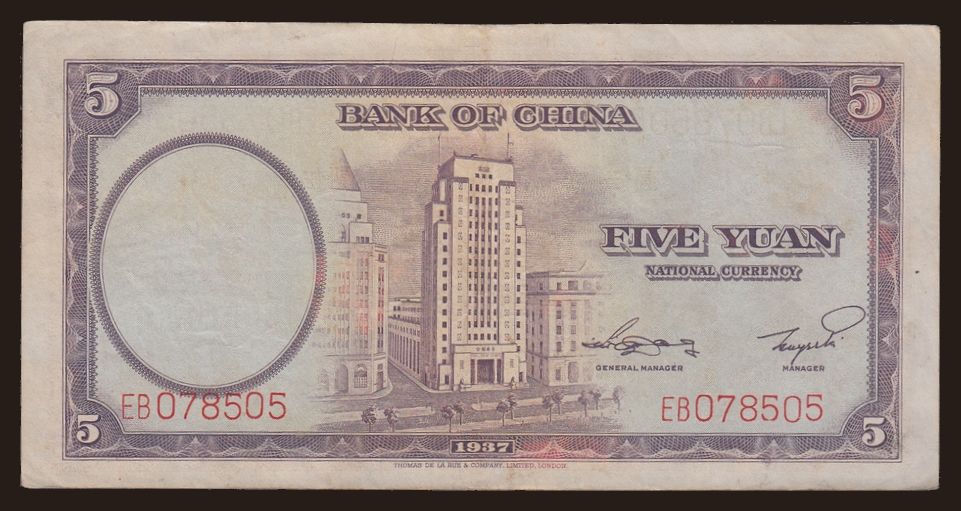 5 5
BANK OF CHINA
FIVE YUAN
NATIONAL CURRENCY
GENERAL MANAGER MANAGER
EB078505 EB078505
5 1937 5
THOMAS DE LA RUE & COMPANY, LIMITED, LONDON.